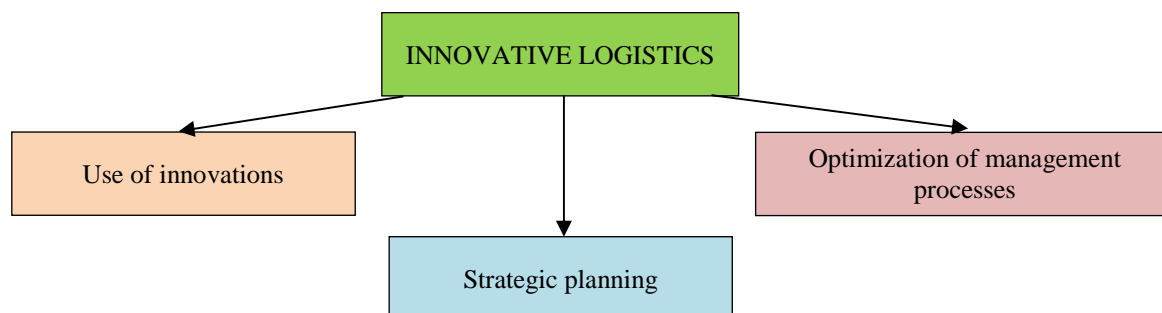 INNOVATIVE LOGISTICS
Use of innovations
Optimization of management
processes
Strategic planning